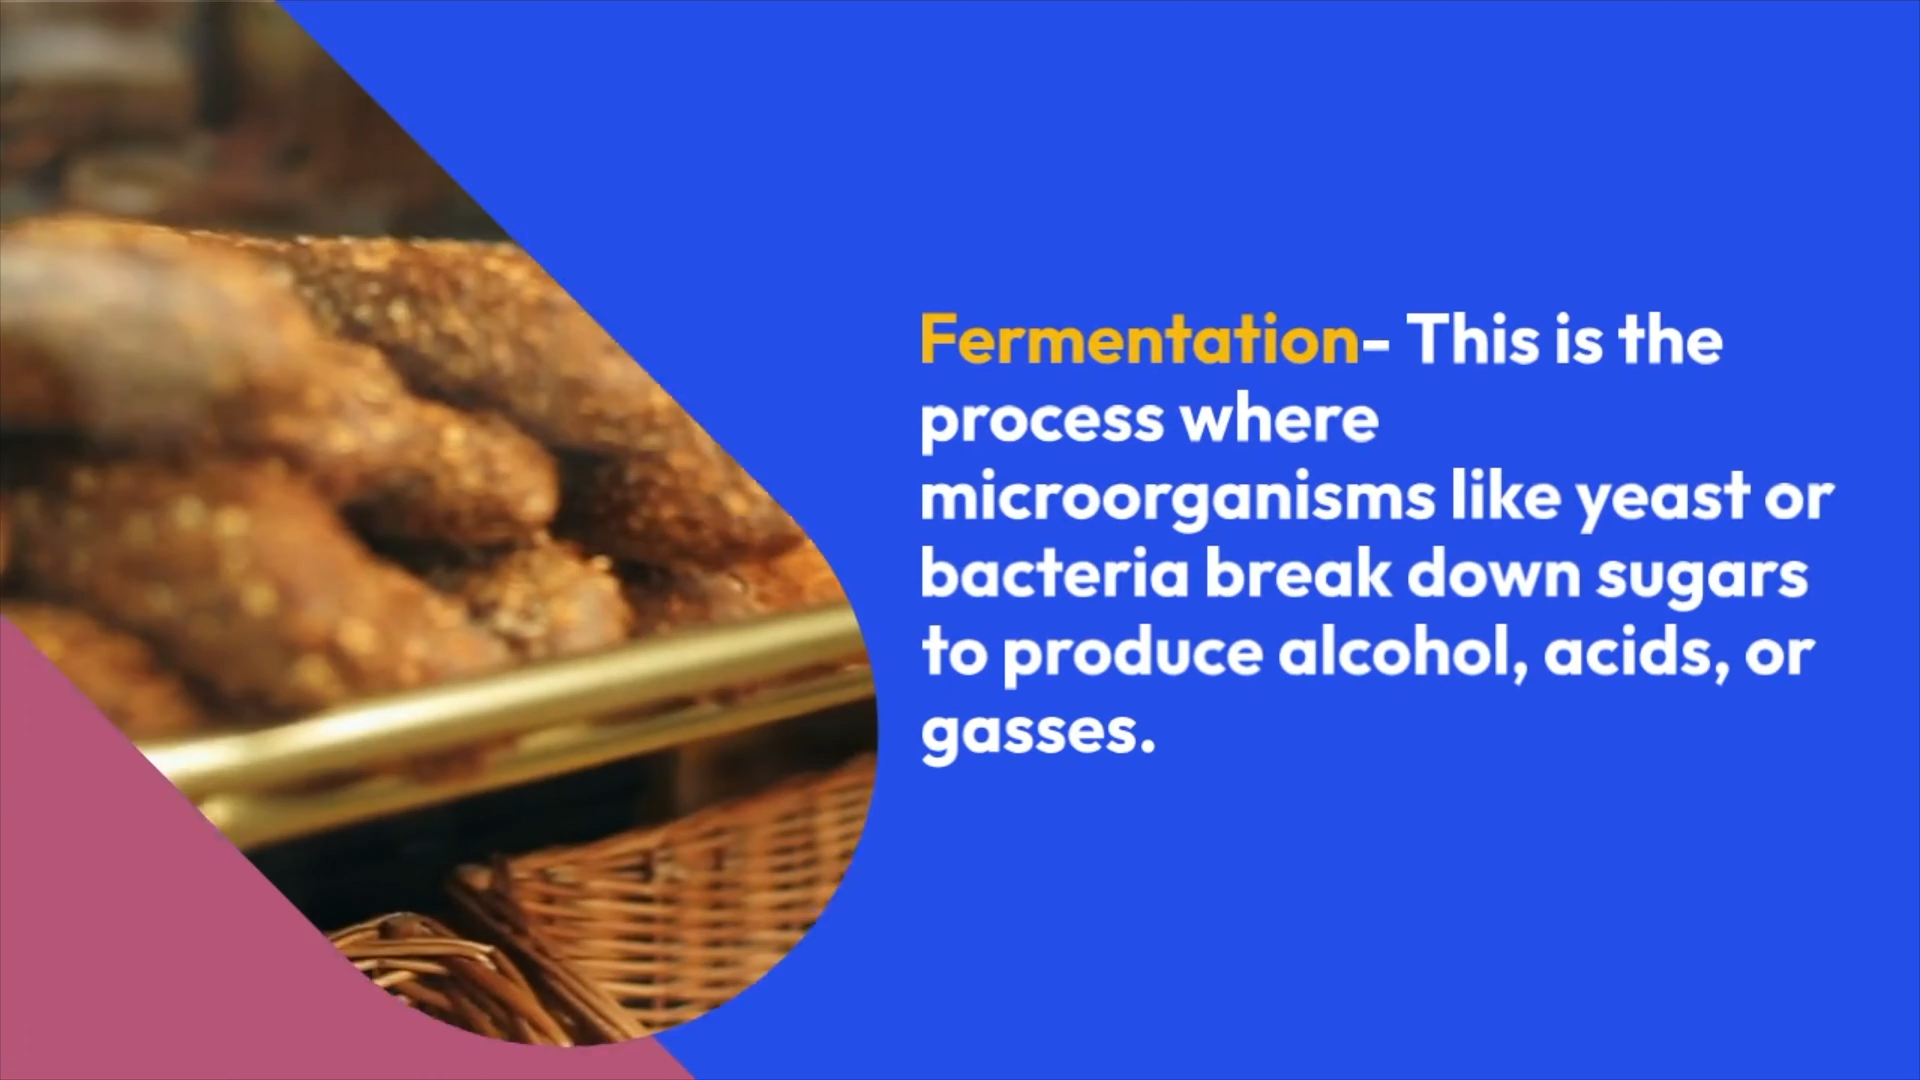 Fermentation- This is the
process where
microorganisms like yeast or
bacteria break down sugars
to produce alcohol, acids, or
gasses.